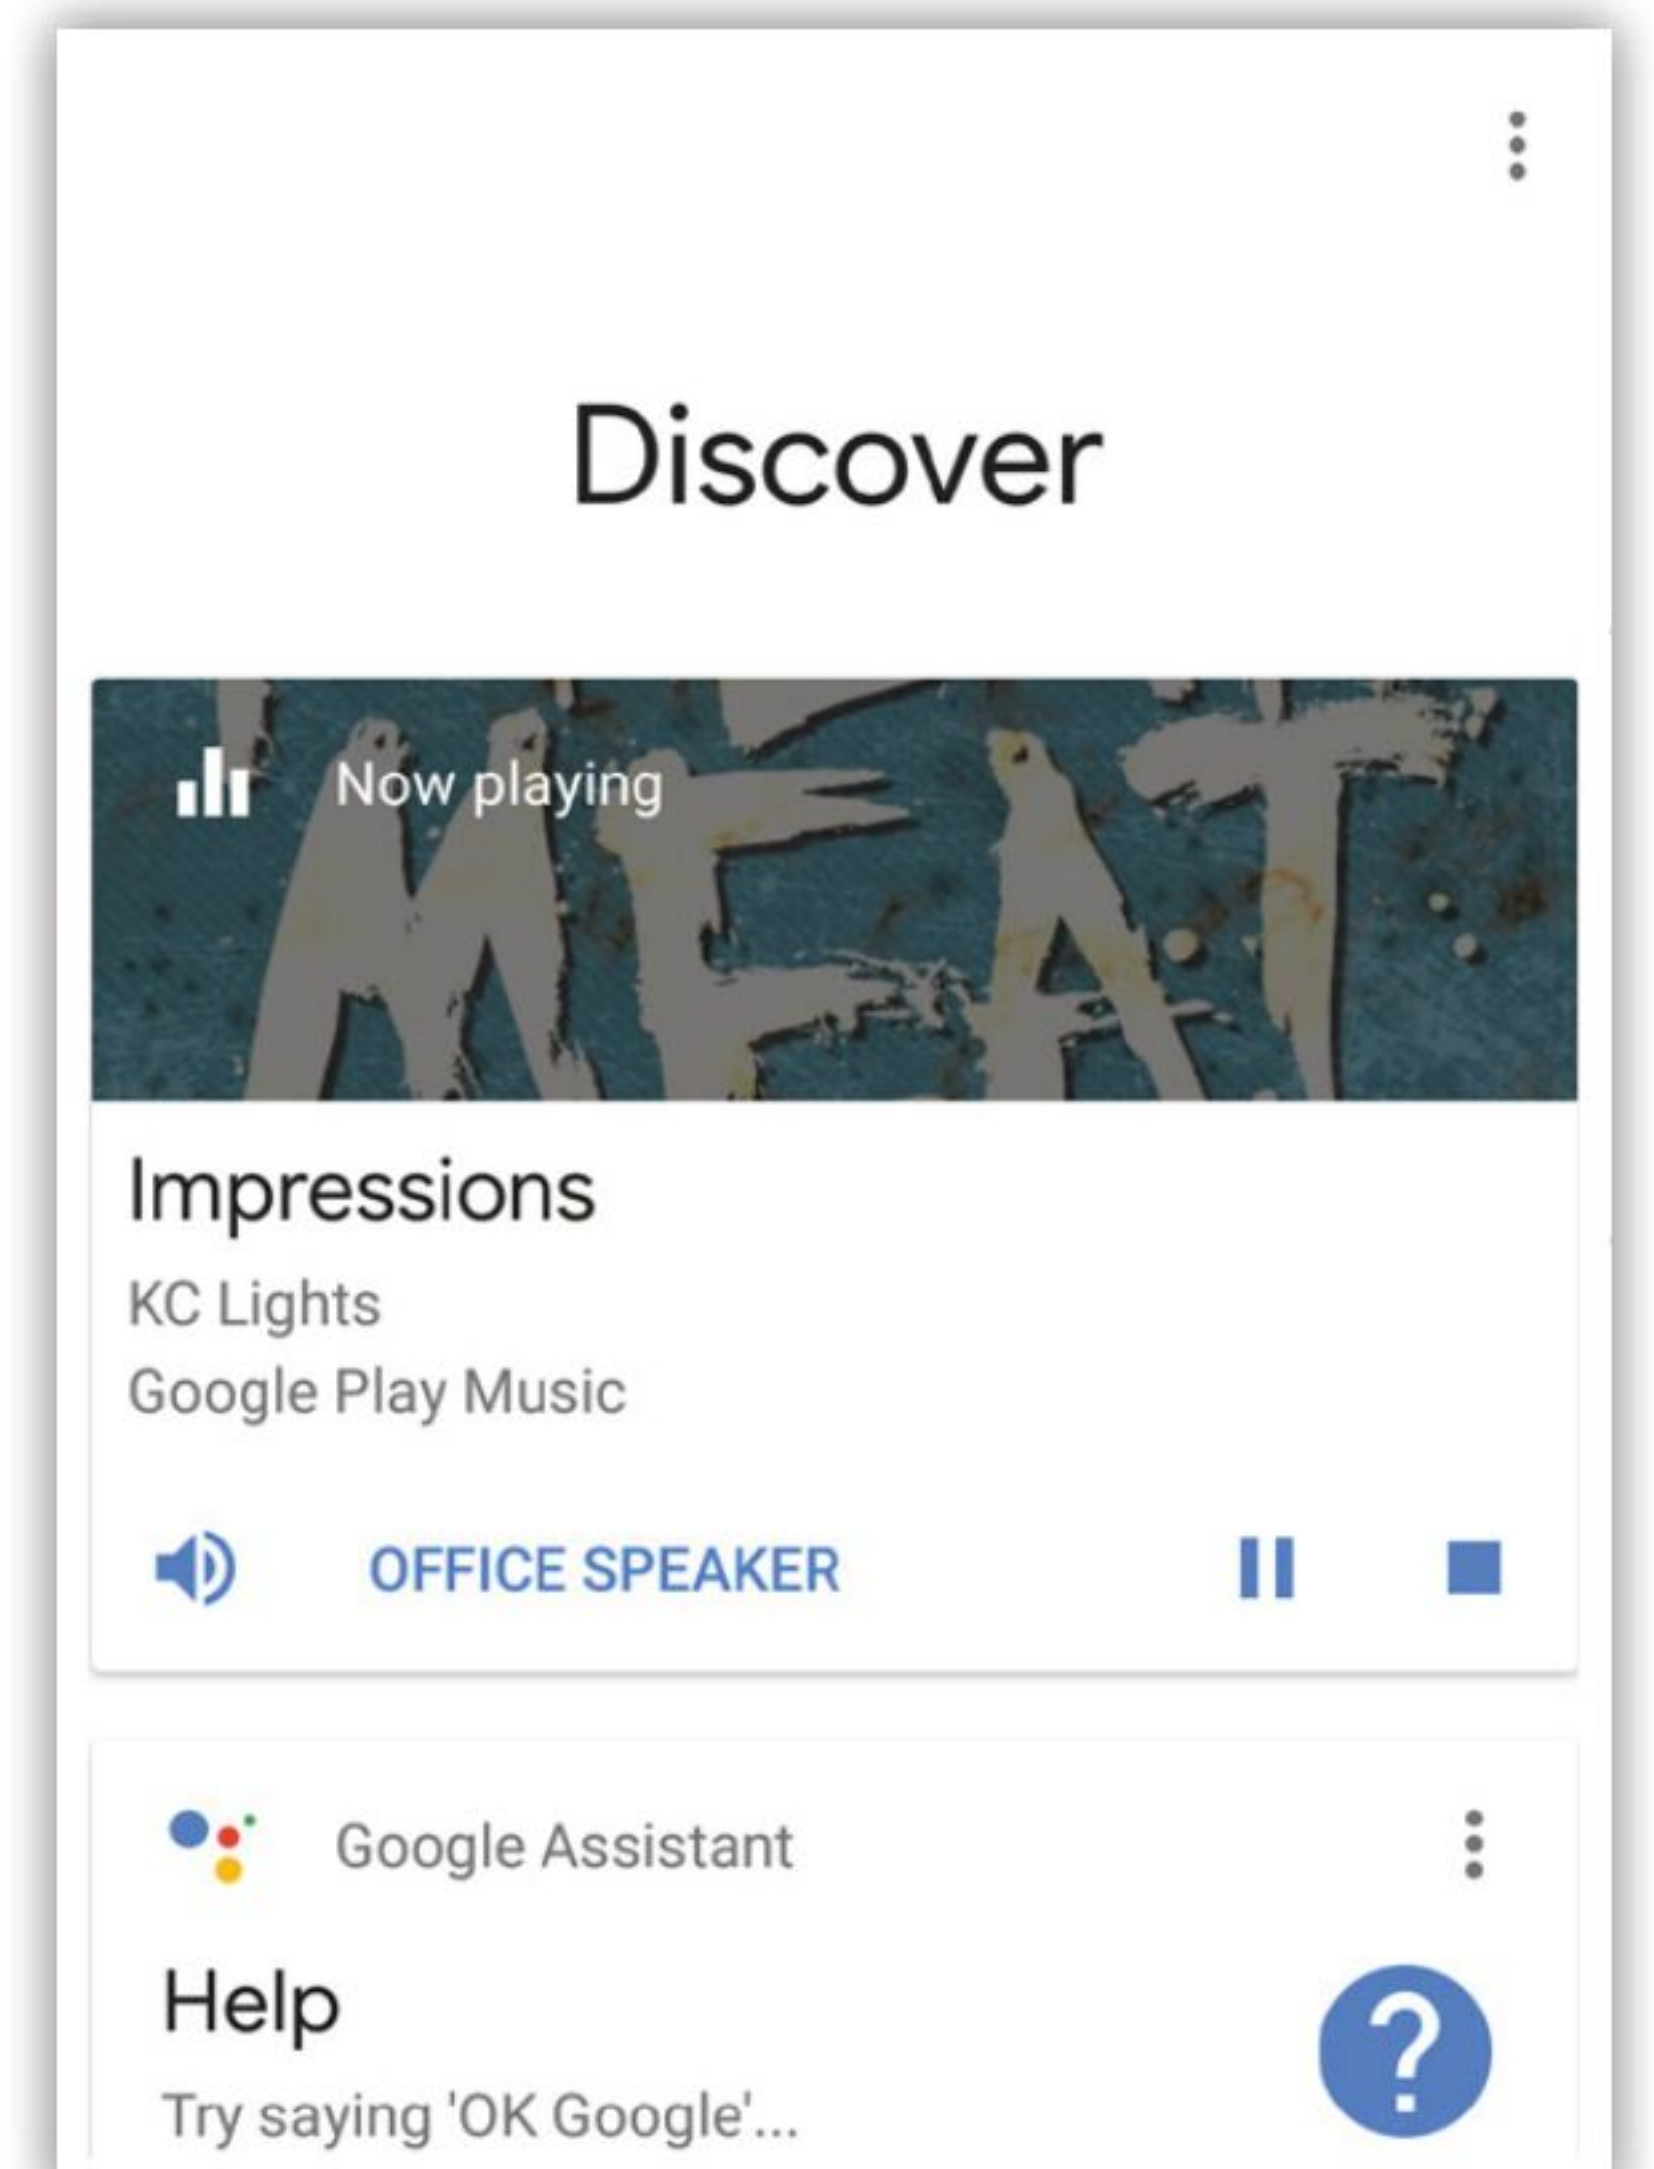 Discover
Now playing
MEAT
Impressions
KC Lights
Google Play Music
OFFICE SPEAKER
Google Assistant
Help
Try saying 'OK Google'...